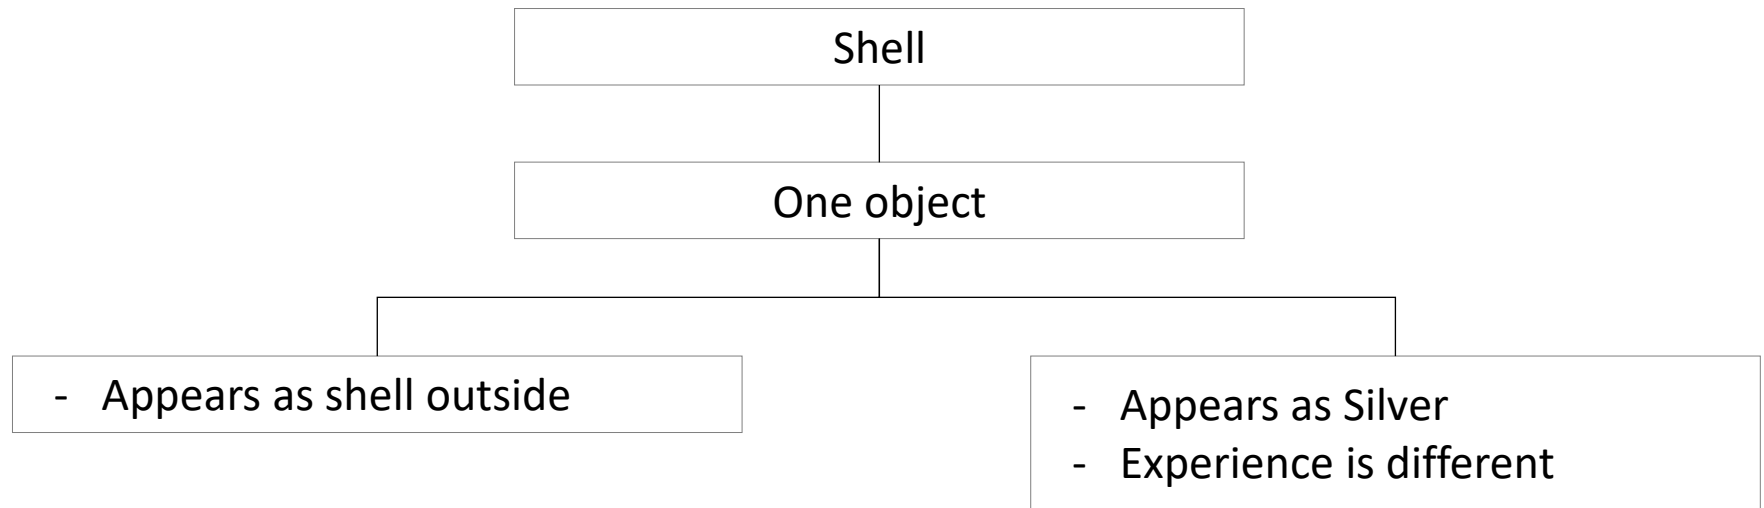 Shell
One object
- Appears as shell outside
- Appears as Silver
- Experience is different